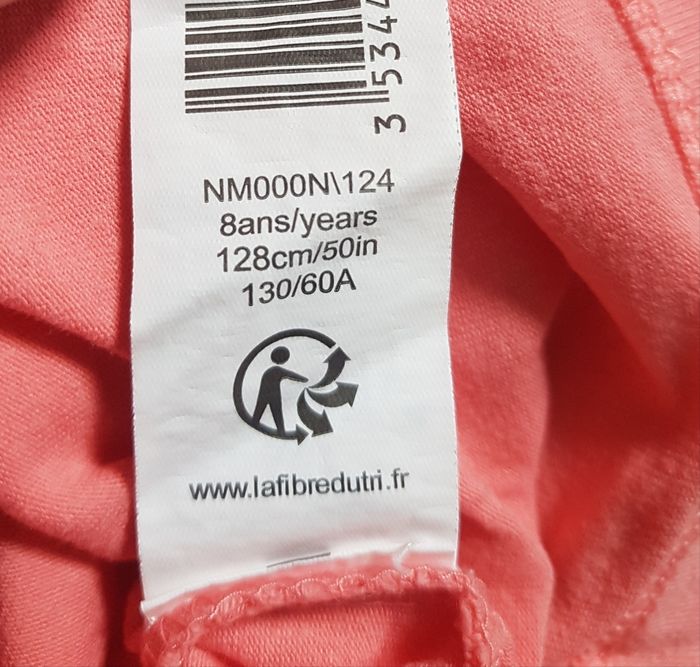 3 5344
NM000N\124
8ans/years
128cm/50in
130/60A
www.lafibredutri.fr